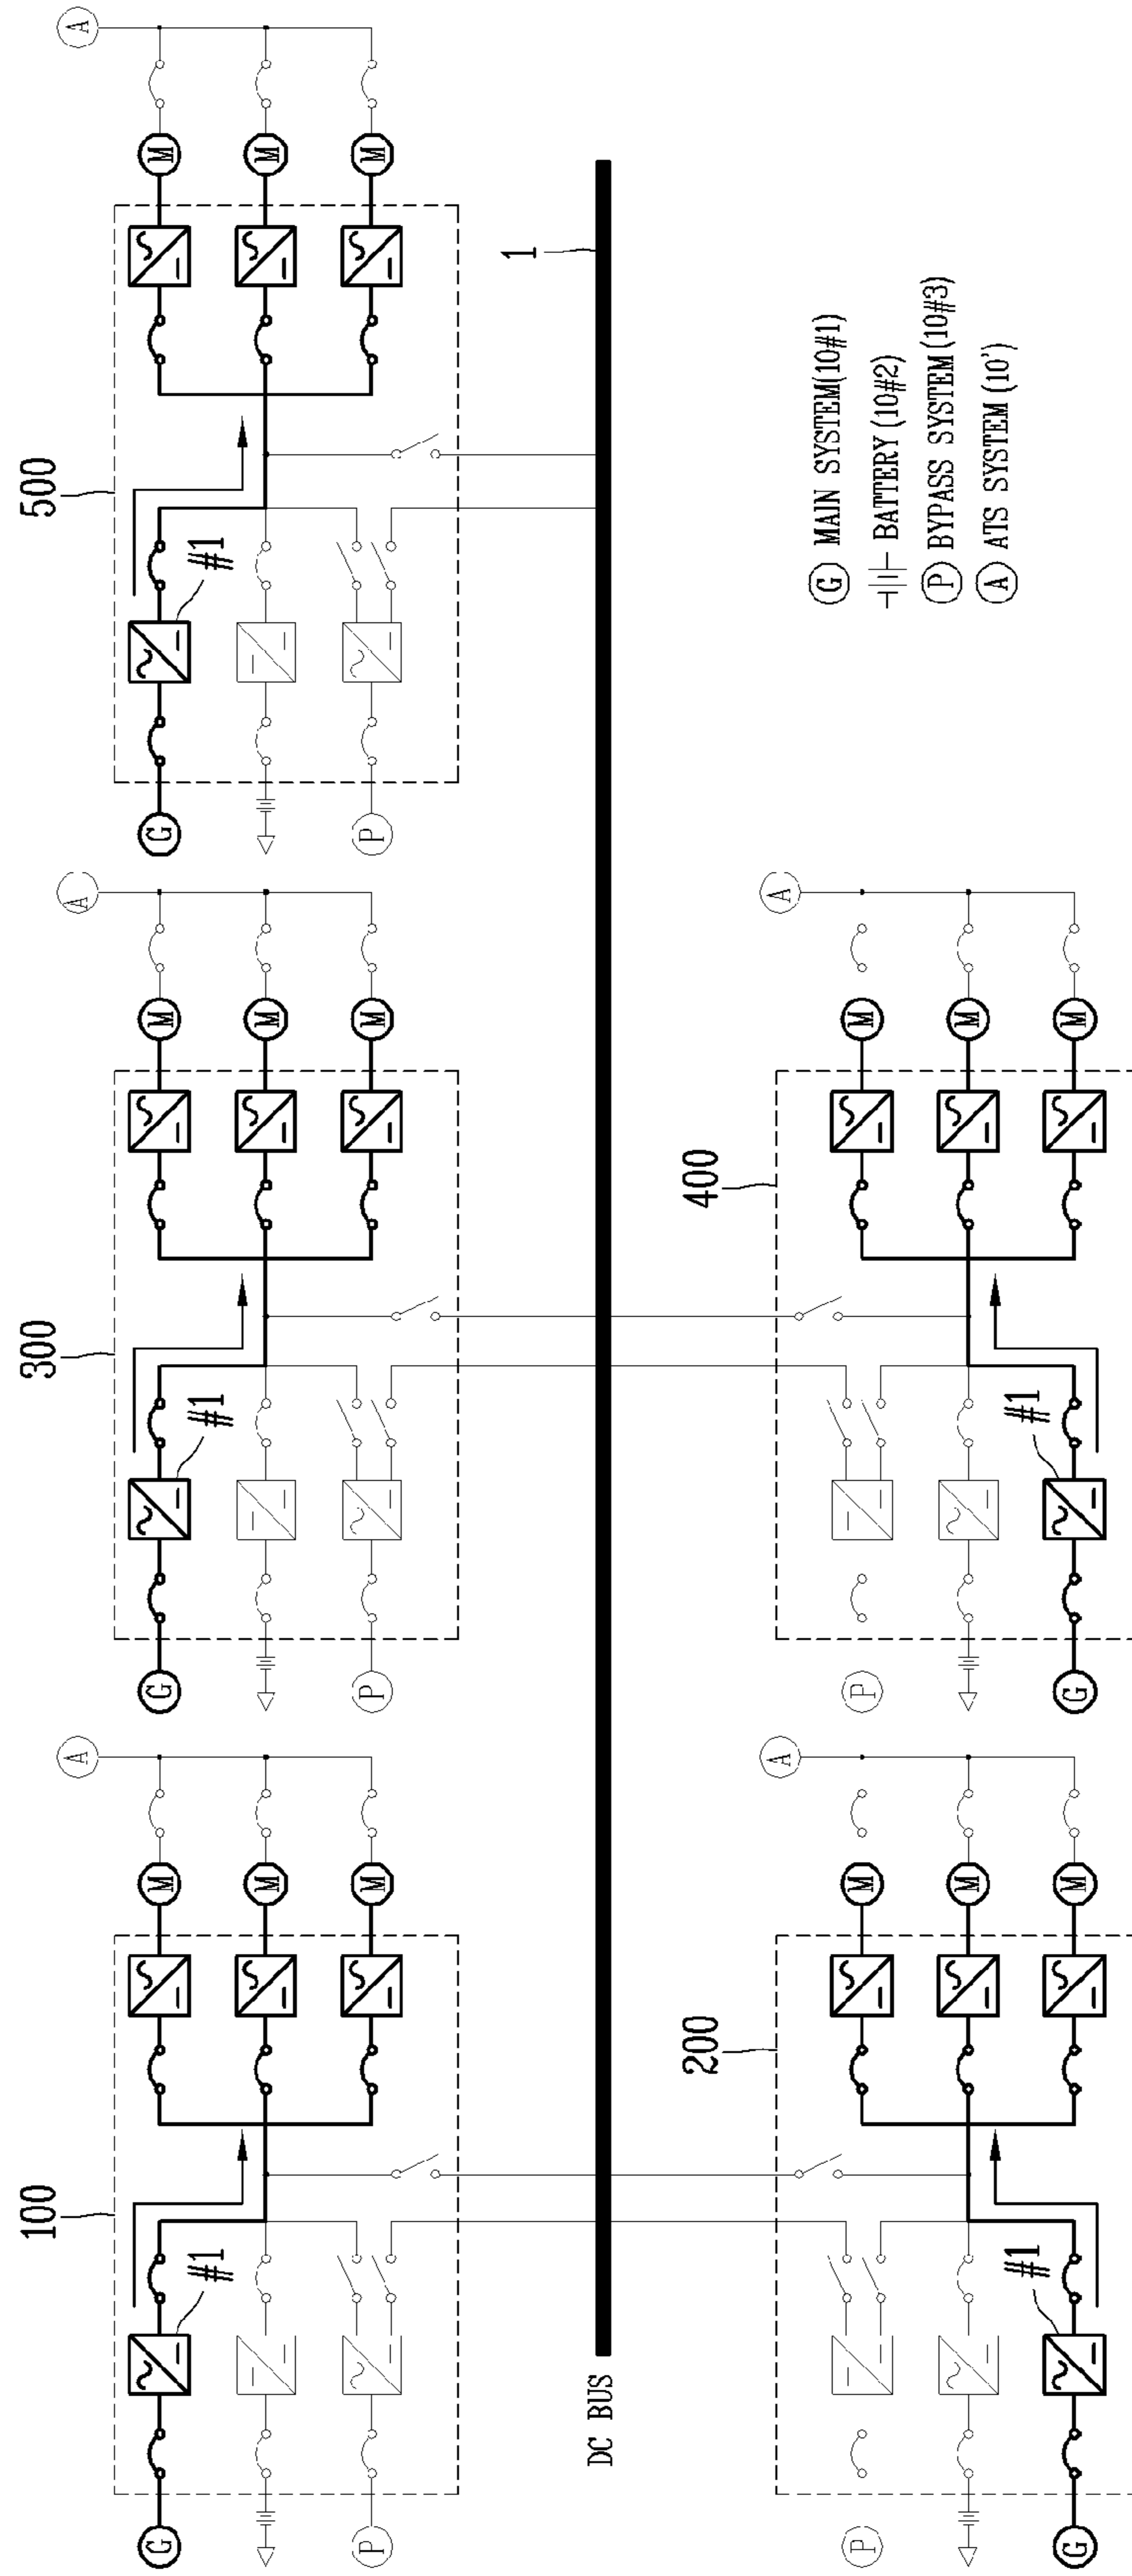 100 300 500
A A A
G M G M G M
#1 #1 #1
M M M
P M P M P M
1
DC BUS
200 400
A A
P M P M
M M
#1 #1
G M G M
G MAIN SYSTEM(10#1)
BATTERY (10#2)
P BYPASS SYSTEM (10#3)
A ATS SYSTEM (10')